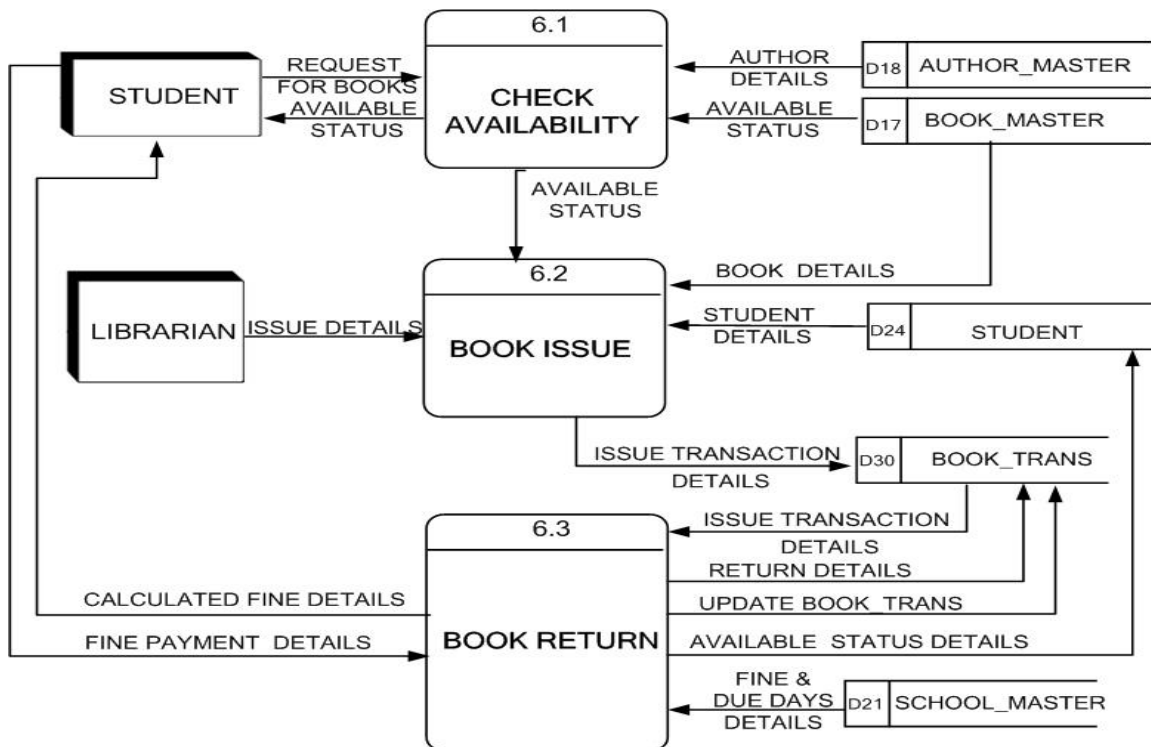 6.1
CHECK
AVAILABILITY
STUDENT
REQUEST
FOR BOOKS
AVAILABLE
STATUS
AUTHOR
DETAILS
D18 AUTHOR_MASTER
AVAILABLE
STATUS
D17 BOOK_MASTER
AVAILABLE
STATUS
6.2
BOOK ISSUE
LIBRARIAN
ISSUE DETAILS
BOOK DETAILS
STUDENT
DETAILS
D24 STUDENT
ISSUE TRANSACTION
DETAILS
D30 BOOK_TRANS
6.3
BOOK RETURN
ISSUE TRANSACTION
DETAILS
RETURN DETAILS
UPDATE BOOK_TRANS
AVAILABLE STATUS DETAILS
CALCULATED FINE DETAILS
FINE PAYMENT DETAILS
FINE &
DUE DAYS
DETAILS
D21 SCHOOL_MASTER